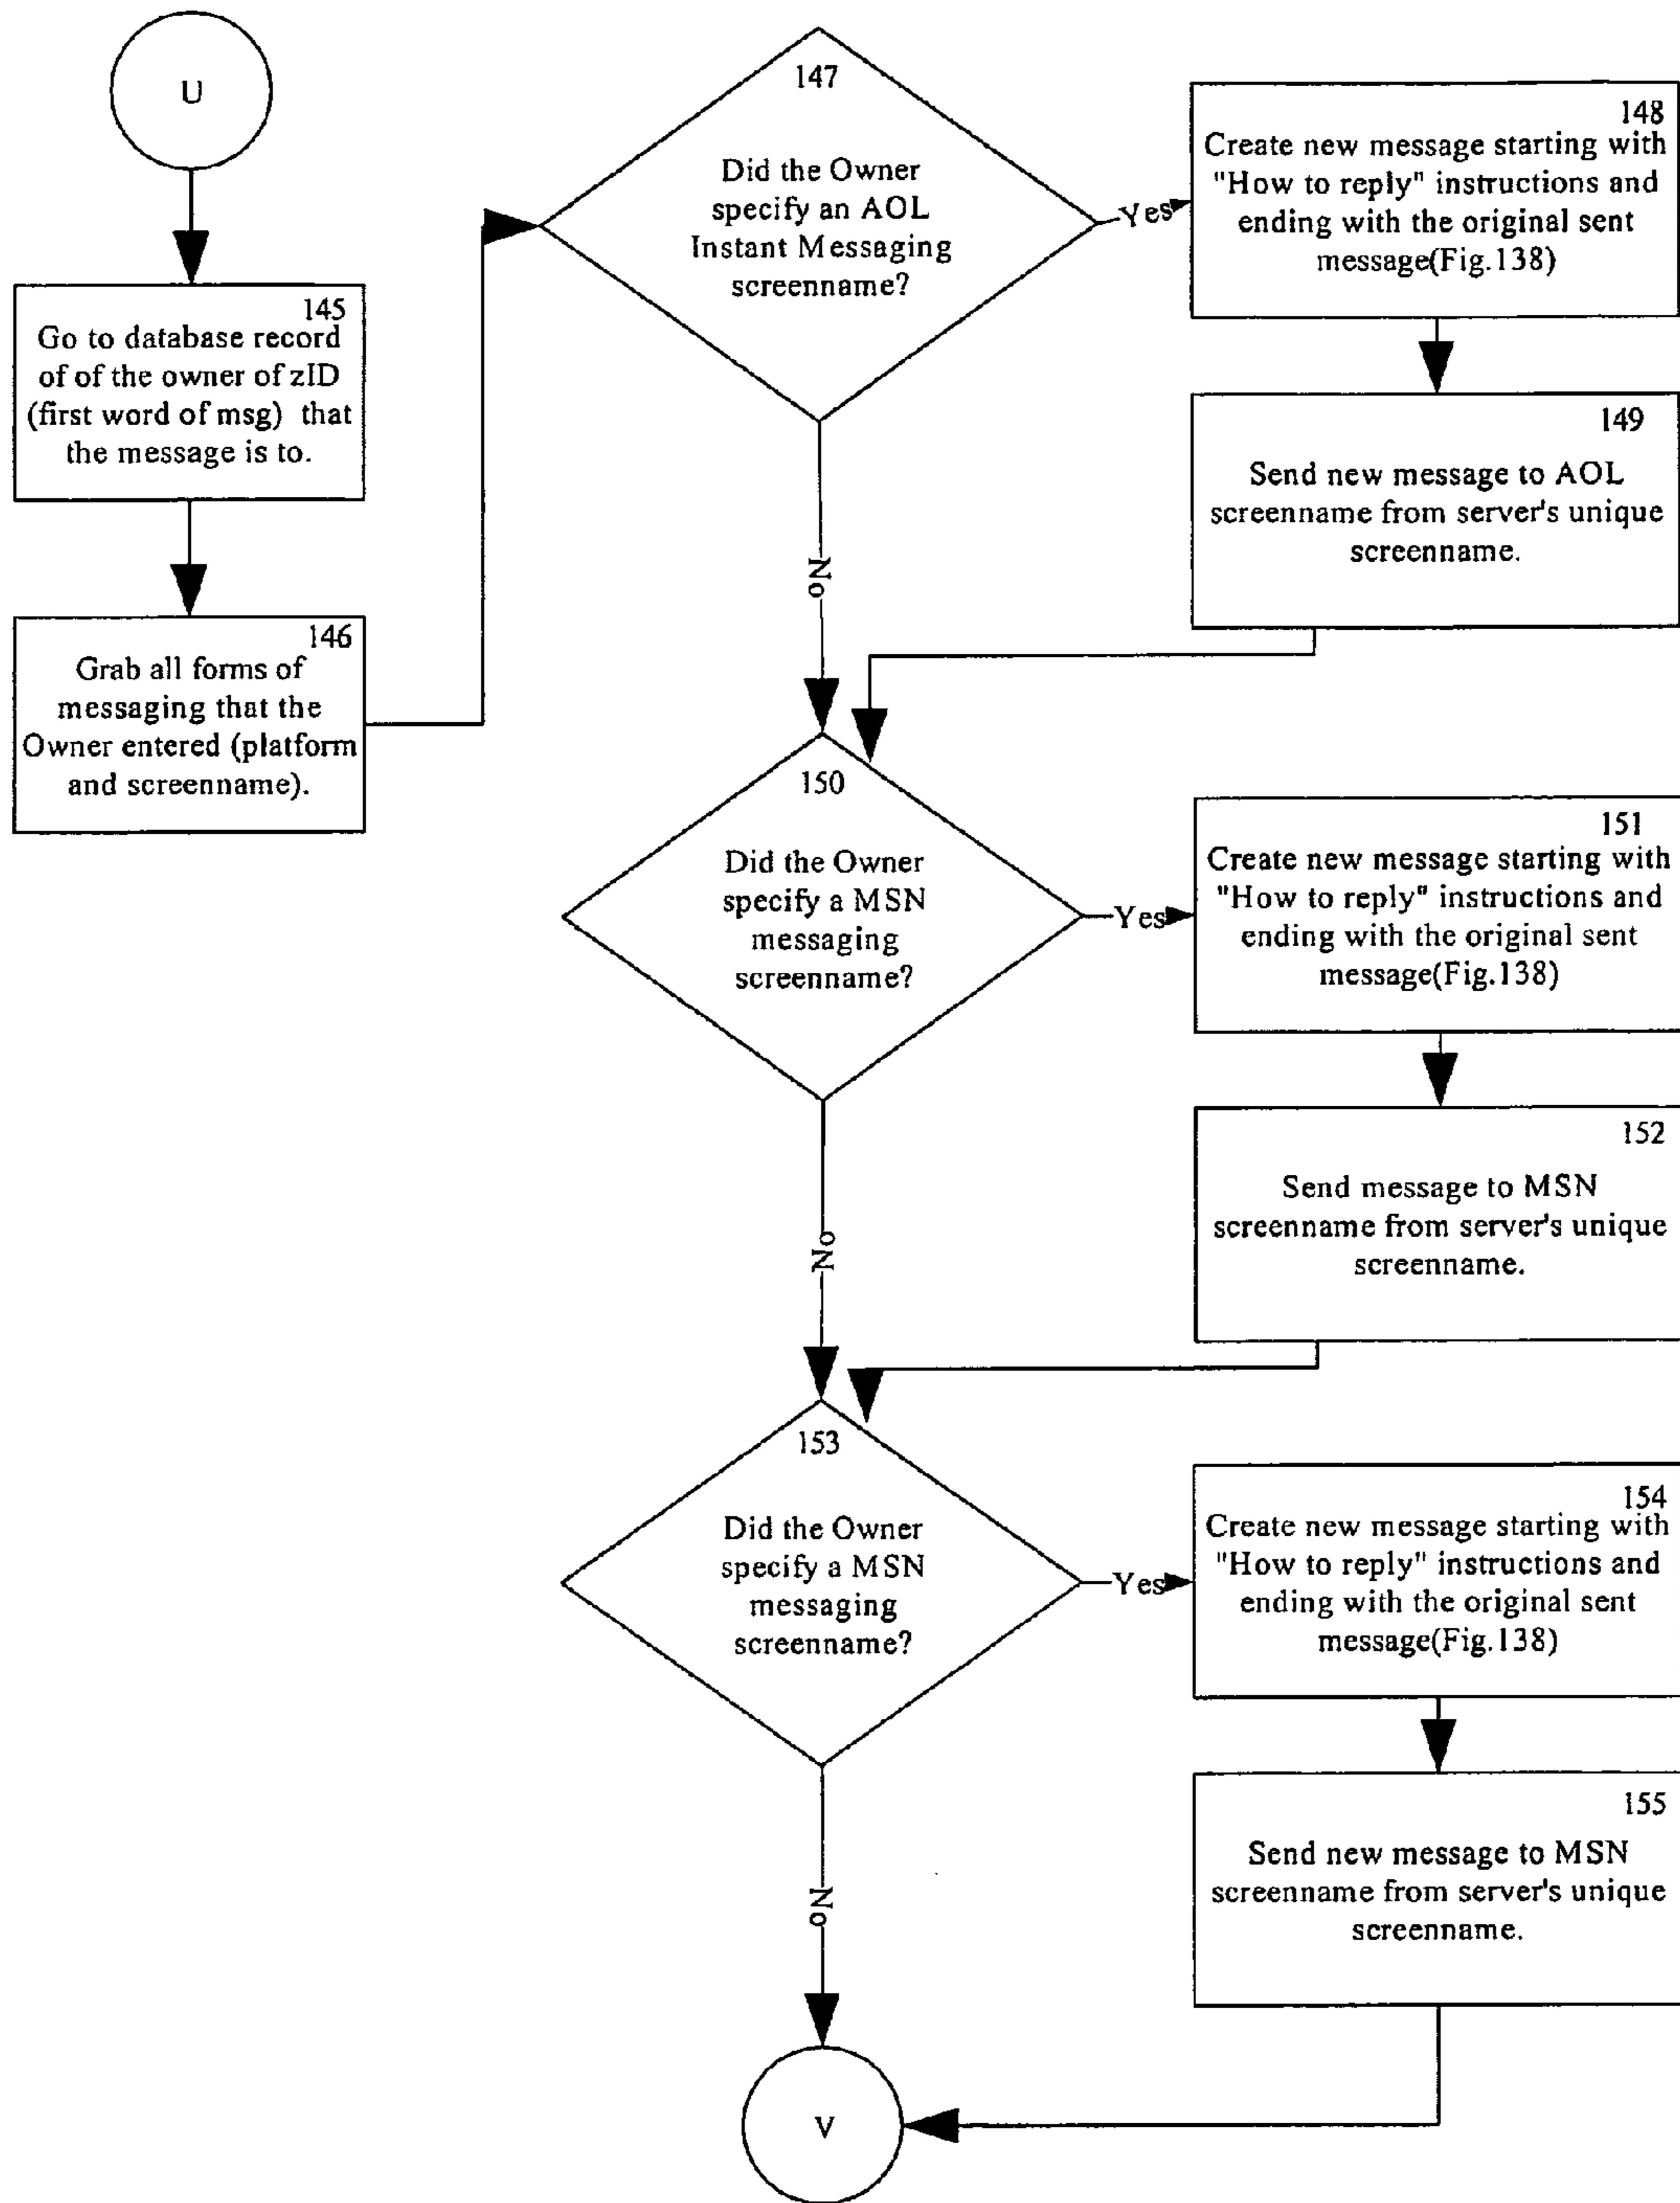 U
145
Go to database record
of of the owner of zID
(first word of msg) that
the message is to.
146
Grab all forms of
messaging that the
Owner entered (platform
and screenname).
147
Did the Owner
specify an AOL
Instant Messaging
screenname?
Yes
No
148
Create new message starting with
"How to reply" instructions and
ending with the original sent
message(Fig.138)
149
Send new message to AOL
screenname from server's unique
screenname.
150
Did the Owner
specify a MSN
messaging
screenname?
Yes
No
151
Create new message starting with
"How to reply" instructions and
ending with the original sent
message(Fig.138)
152
Send message to MSN
screenname from server's unique
screenname.
153
Did the Owner
specify a MSN
messaging
screenname?
Yes
No
154
Create new message starting with
"How to reply" instructions and
ending with the original sent
message(Fig.138)
155
Send new message to MSN
screenname from server's unique
screenname.
V